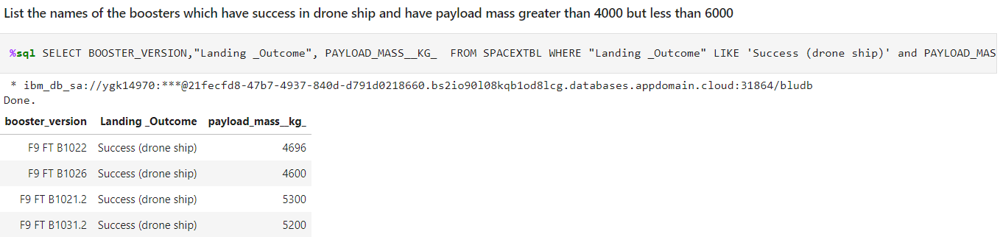 List the names of the boosters which have success in drone ship and have payload mass greater than 4000 but less than 6000
%sql SELECT BOOSTER_VERSION,"Landing _Outcome", PAYLOAD_MASS__KG_  FROM SPACEXTBL WHERE "Landing _Outcome" LIKE 'Success (drone ship)' and PAYLOAD_MAS
* ibm_db_sa://ygk14970:***@21fecfd8-47b7-4937-840d-d791d0218660.bs2io90l08kqb1od8lcg.databases.appdomain.cloud:31864/bludb
Done.
booster_version Landing _Outcome payload_mass__kg_
F9 FT B1022 Success (drone ship) 4696
F9 FT B1026 Success (drone ship) 4600
F9 FT B1021.2 Success (drone ship) 5300
F9 FT B1031.2 Success (drone ship) 5200